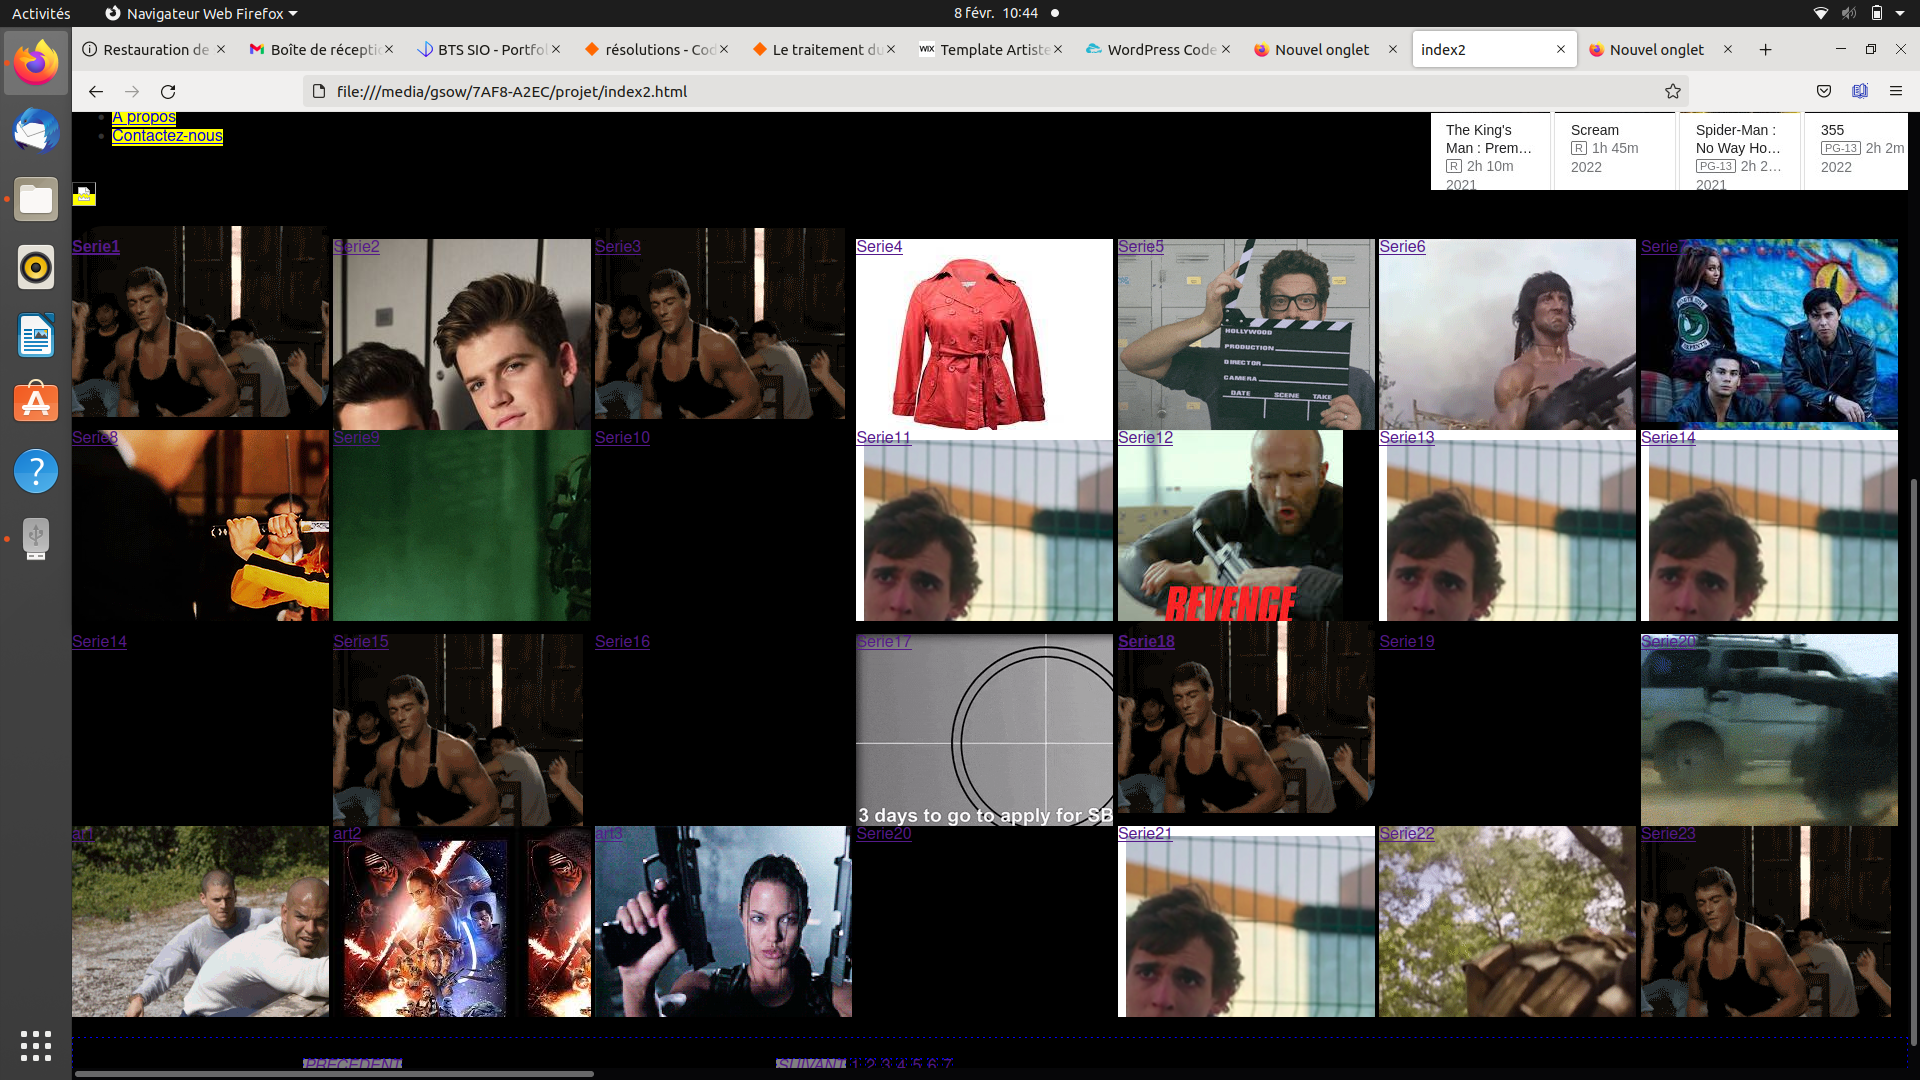 Activités
Navigateur Web Firefox
8 févr. 10:44
Restauration de
Boîte de réceptic
BTS SIO - Portfol
résolutions - Cod
Le traitement du
WIX
Template Artiste
WordPress Code
Nouvel onglet
index2
Nouvel onglet
file:///media/gsow/7AF8-A2EC/projet/index2.html
A propos
Contactez-nous
The King's Man : Prem…
R 2h 10m
2021
Scream
R 1h 45m
2022
Spider-Man : No Way Ho…
PG-13 2h 2…
2021
355
PG-13 2h 2m
2022
Serie1
Serie2
Serie3
Serie4
Serie5
HOLLYWOOD
PRODUCTION
DIRECTOR
CAMERA
DATE SCENE TAKE
Serie6
Serie7
Serie8
Serie9
Serie10
Serie11
Serie12
REVENGE
Serie13
Serie14
Serie14
Serie15
Serie16
Serie17
3 days to go to apply for SB
Serie18
Serie19
Serie20
art1
art2
art3
Serie20
Serie21
Serie22
Serie23
PRECEDENT
SUIVANT 1 2 3 4 5 6 7